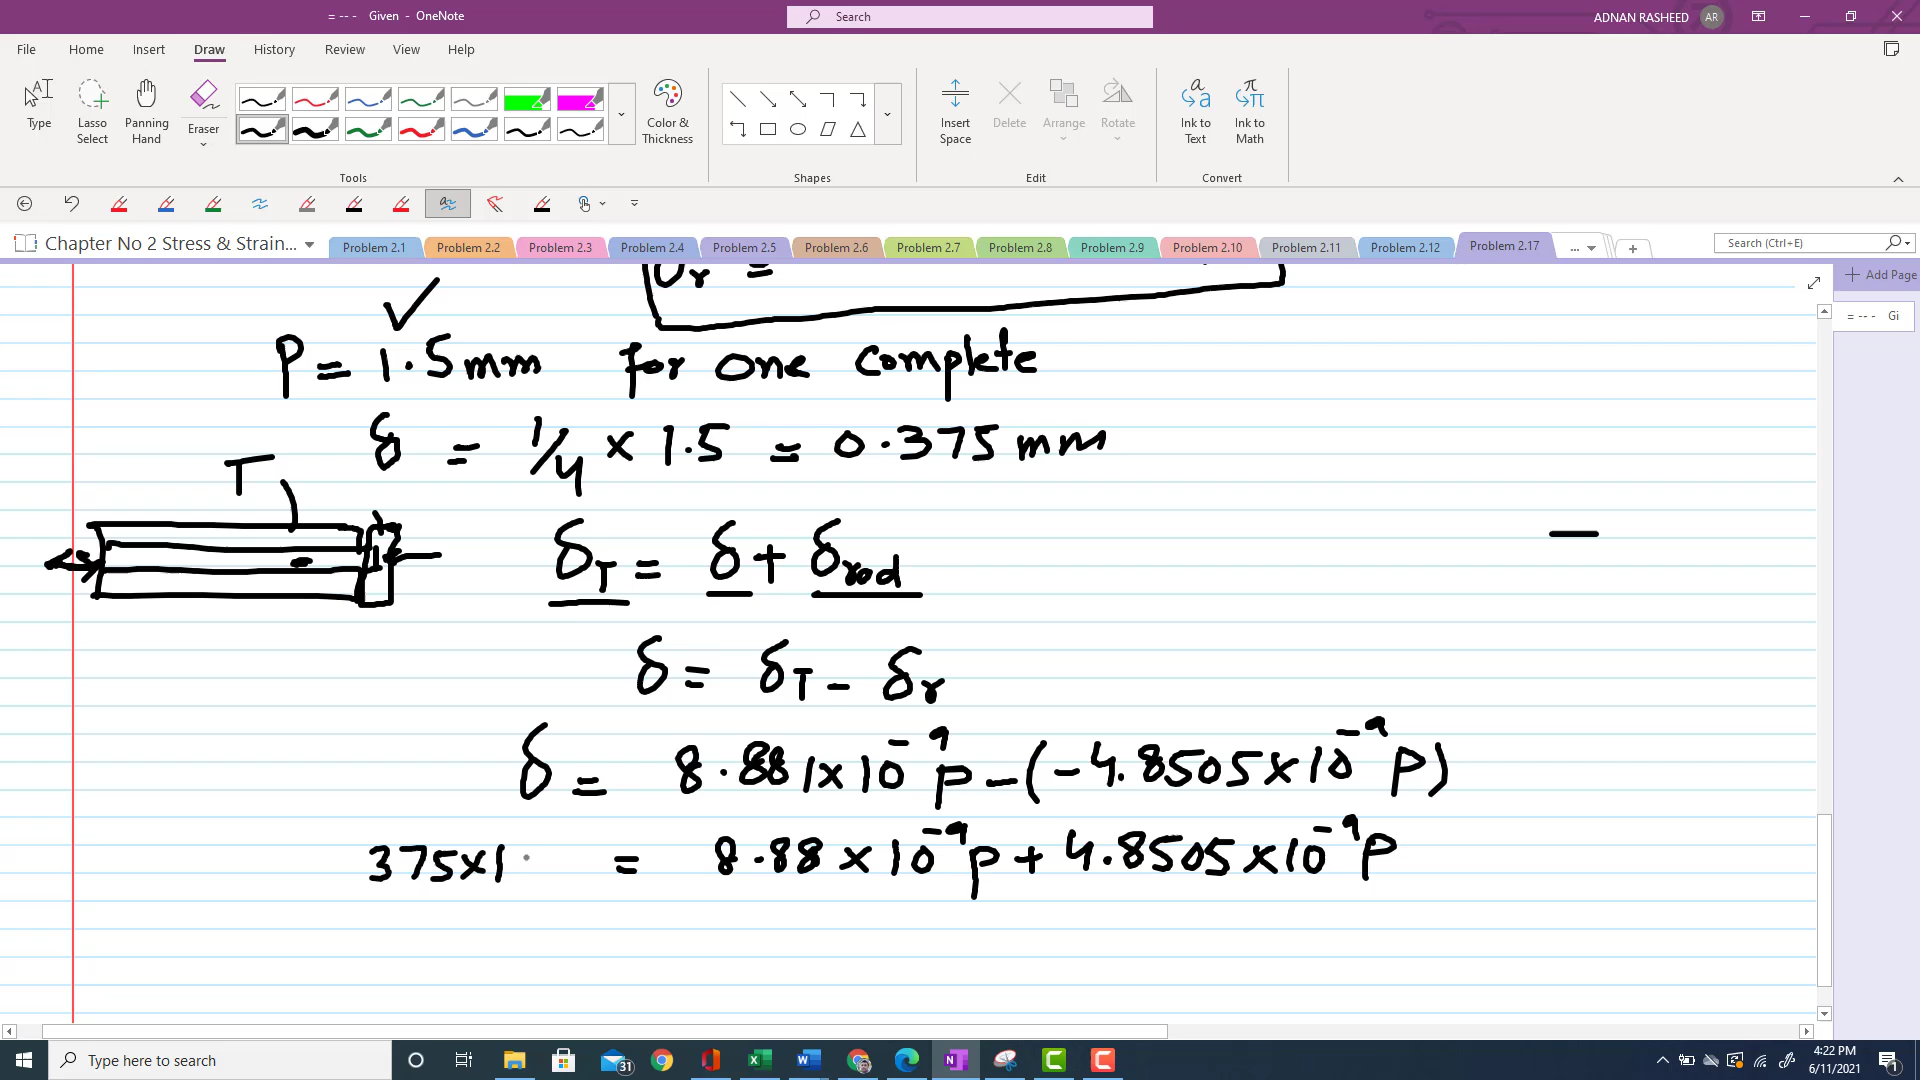 = -- - Given - OneNote
Search
ADNAN RASHEED AR
File Home Insert Draw History Review View Help
Type
Lasso Select
Panning Hand
Eraser
Color & Thickness
Insert Space
Delete
Arrange
Rotate
Ink to Text
Ink to Math
Tools
Shapes
Edit
Convert
Chapter No 2 Stress & Strain...
Problem 2.1 Problem 2.2 Problem 2.3 Problem 2.4 Problem 2.5 Problem 2.6 Problem 2.7 Problem 2.8 Problem 2.9 Problem 2.10 Problem 2.11 Problem 2.12 Problem 2.17 ...
Search (Ctrl+E)
Add Page
= -- - Gi
δr =
P = 1.5mm for one complete
δ = 1/4 × 1.5 = 0.375 mm
T
δT = δ + δrod
δ = δT - δr
δ = 8.881×10⁻⁹ P - (-4.8505×10⁻⁹ P)
375×1 = 8.88 × 10⁻⁹ P + 4.8505×10⁻⁹ P
Type here to search
31
4:22 PM
6/11/2021
1